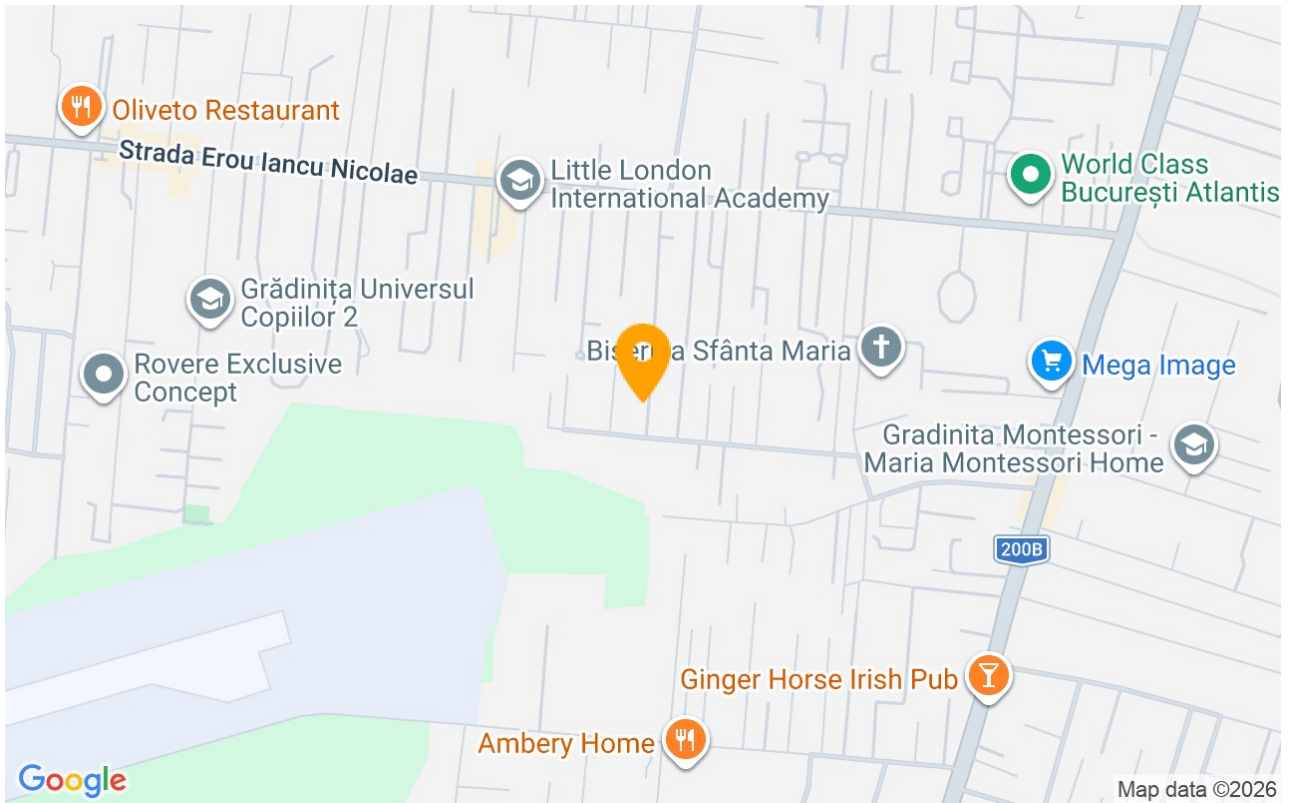 Oliveto Restaurant
Strada Erou Iancu Nicolae
Little London
International Academy
World Class
București Atlantis
Grădinița Universul
Copiilor 2
Rovere Exclusive
Concept
Sfânta Maria
Mega Image
Gradinita Montessori -
Maria Montessori Home
200B
Ginger Horse Irish Pub
Ambery Home
Google
Map data ©2026